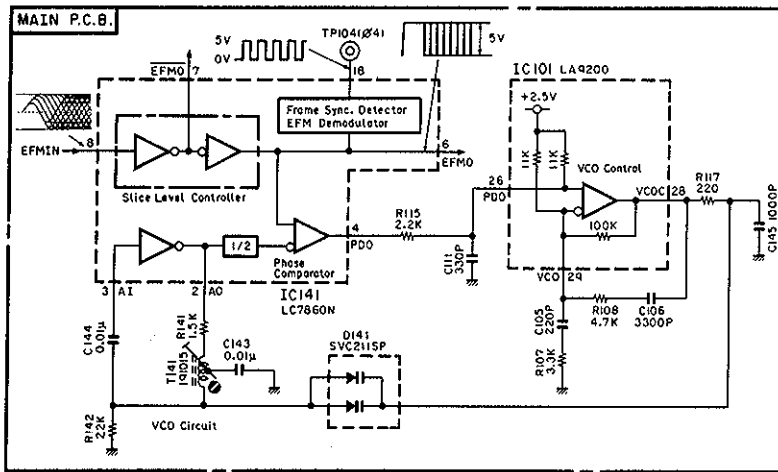 MAIN P.C.B.
5V
0V
TP104(Ø4)
5V
EFMO 7
18
IC101 LA9200
+2.5V
Frame Sync. Detector
EFM Demodulator
EFMIN
8
6
EFMO
Slice Level Controller
11K
11K
VCO Control
26
PDO
VCOC 28
R117
220
C145 1000P
1/2
4
PDO
Phase
Comparator
R115
2.2K
C111
330P
100K
VCO 29
3 AI
2 AO
IC141
LC7860N
C144
0.01μ
R141
1.5K
T141
191015
C143
0.01μ
D141
SVC211SP
C105
220P
R108
4.7K
C106
3300P
R107
3.3K
R142
22K
VCO Circuit